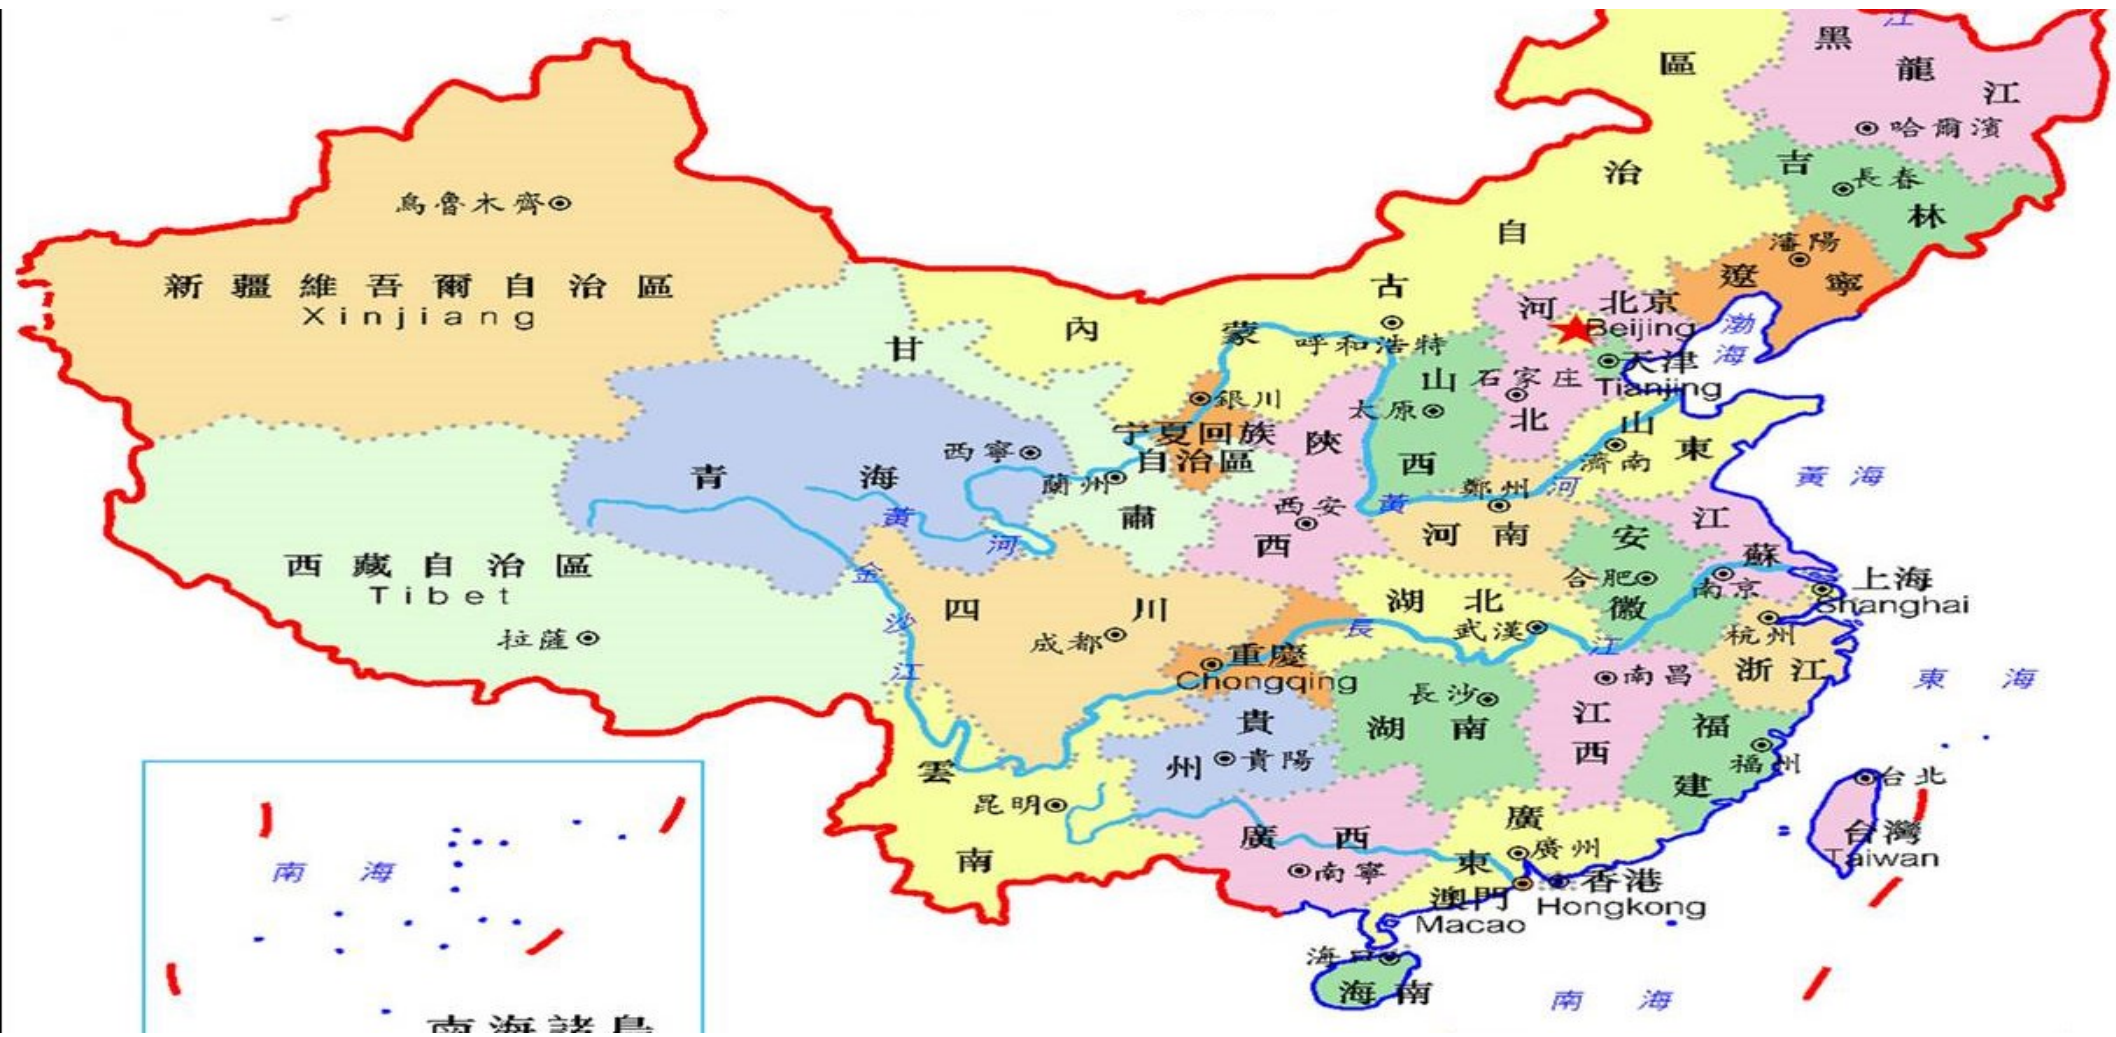 江
黑
龍
江
區
哈爾濱
治
吉
長春
林
烏魯木齊
自
瀋陽
遼
寧
新疆維吾爾自治區
Xinjiang
古
河
北京
Beijing
內
蒙
呼和浩特
渤
海
甘
天津
Tianjing
山
石家庄
銀川
太原
北
山
東
宁夏回族
自治區
陝
西
濟南
西寧
青
海
蘭州
黃海
鄭州
河
黃
西安
肅
黃
河
西
河南
安
江
蘇
西藏自治區
Tibet
金
合肥
南京
上海
Shanghai
四
川
湖北
徽
沙
長
武漢
江
杭州
拉薩
成都
重慶
Chongqing
江
南昌
浙江
東海
長沙
貴
湖南
江
西
福
福州
建
州
貴陽
雲
昆明
台北
廣
廣西
台灣
Taiwan
南
南海
東
廣州
南寧
澳門
Macao
香港
Hongkong
海口
海南
南海
南海諸島